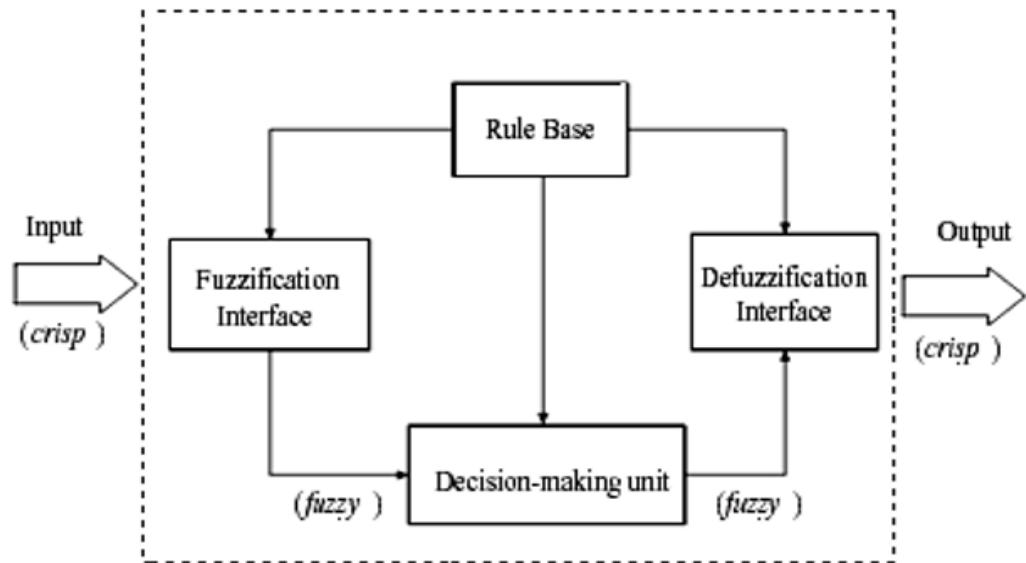 Rule Base
Input
Output
Fuzzification
Interface
Defuzzification
Interface
(crisp )
(crisp )
Decision-making unit
(fuzzy )
(fuzzy )